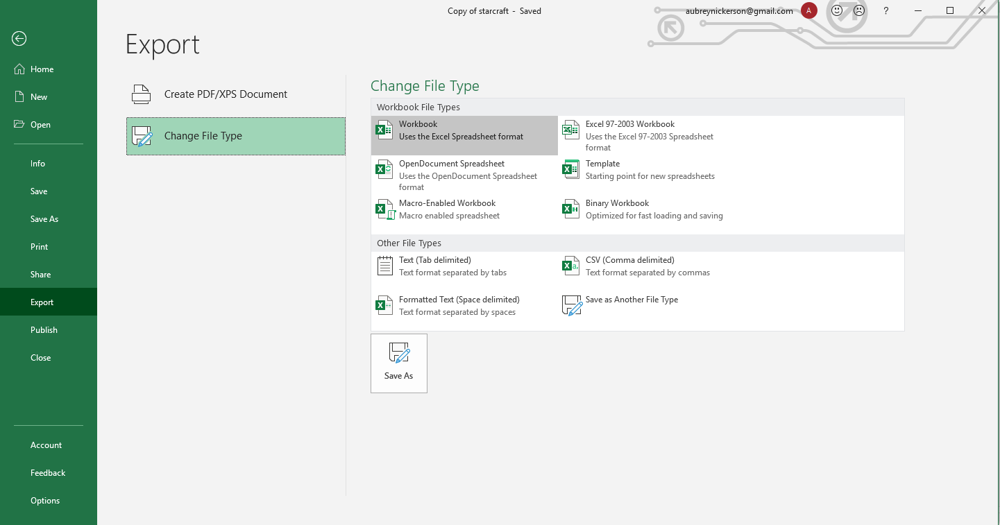 Copy of starcraft - Saved
aubreynickerson@gmail.com
A
?
Export
Home
New
Open
Info
Save
Save As
Print
Share
Export
Publish
Close
Account
Feedback
Options
Create PDF/XPS Document
Change File Type
Change File Type
Workbook File Types
Workbook
Uses the Excel Spreadsheet format
Excel 97-2003 Workbook
Uses the Excel 97-2003 Spreadsheet
format
OpenDocument Spreadsheet
Uses the OpenDocument Spreadsheet
format
Template
Starting point for new spreadsheets
Macro-Enabled Workbook
Macro enabled spreadsheet
Binary Workbook
Optimized for fast loading and saving
Other File Types
Text (Tab delimited)
Text format separated by tabs
CSV (Comma delimited)
Text format separated by commas
Formatted Text (Space delimited)
Text format separated by spaces
Save as Another File Type
Save As